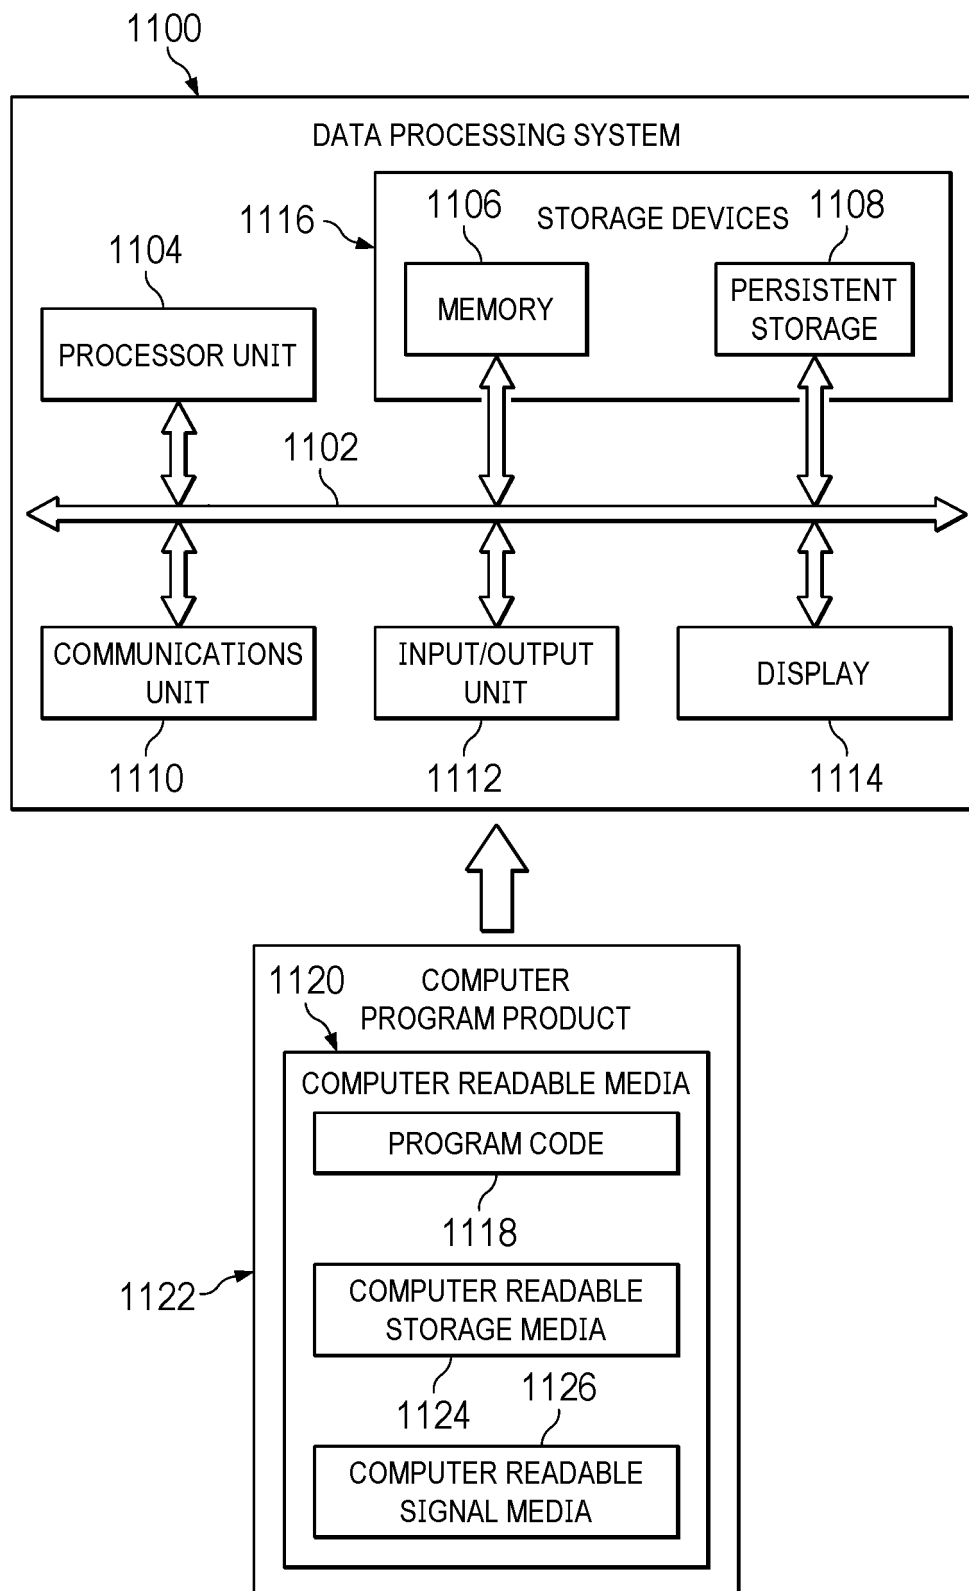 1100
DATA PROCESSING SYSTEM
1116
1106
STORAGE DEVICES
1108
1104
MEMORY
PERSISTENT
STORAGE
PROCESSOR UNIT
1102
COMMUNICATIONS
UNIT
INPUT/OUTPUT
UNIT
DISPLAY
1110
1112
1114
COMPUTER
PROGRAM PRODUCT
1120
COMPUTER READABLE MEDIA
PROGRAM CODE
1118
1122
COMPUTER READABLE
STORAGE MEDIA
1124
1126
COMPUTER READABLE
SIGNAL MEDIA